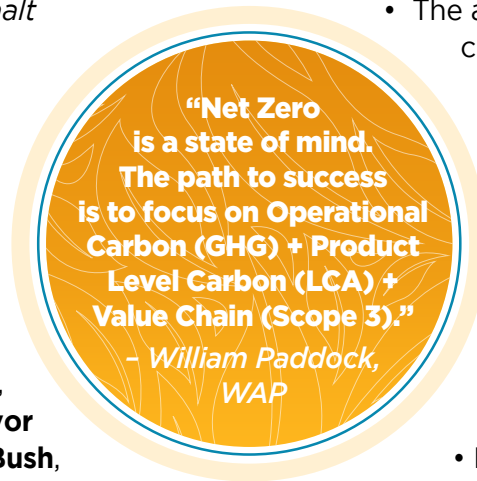 alt
• The a
c
“Net Zero
is a state of mind.
The path to success
is to focus on Operational
Carbon (GHG) + Product
Level Carbon (LCA) +
Value Chain (Scope 3).”
– William Paddock,
WAP
,
vor
Bush,
•